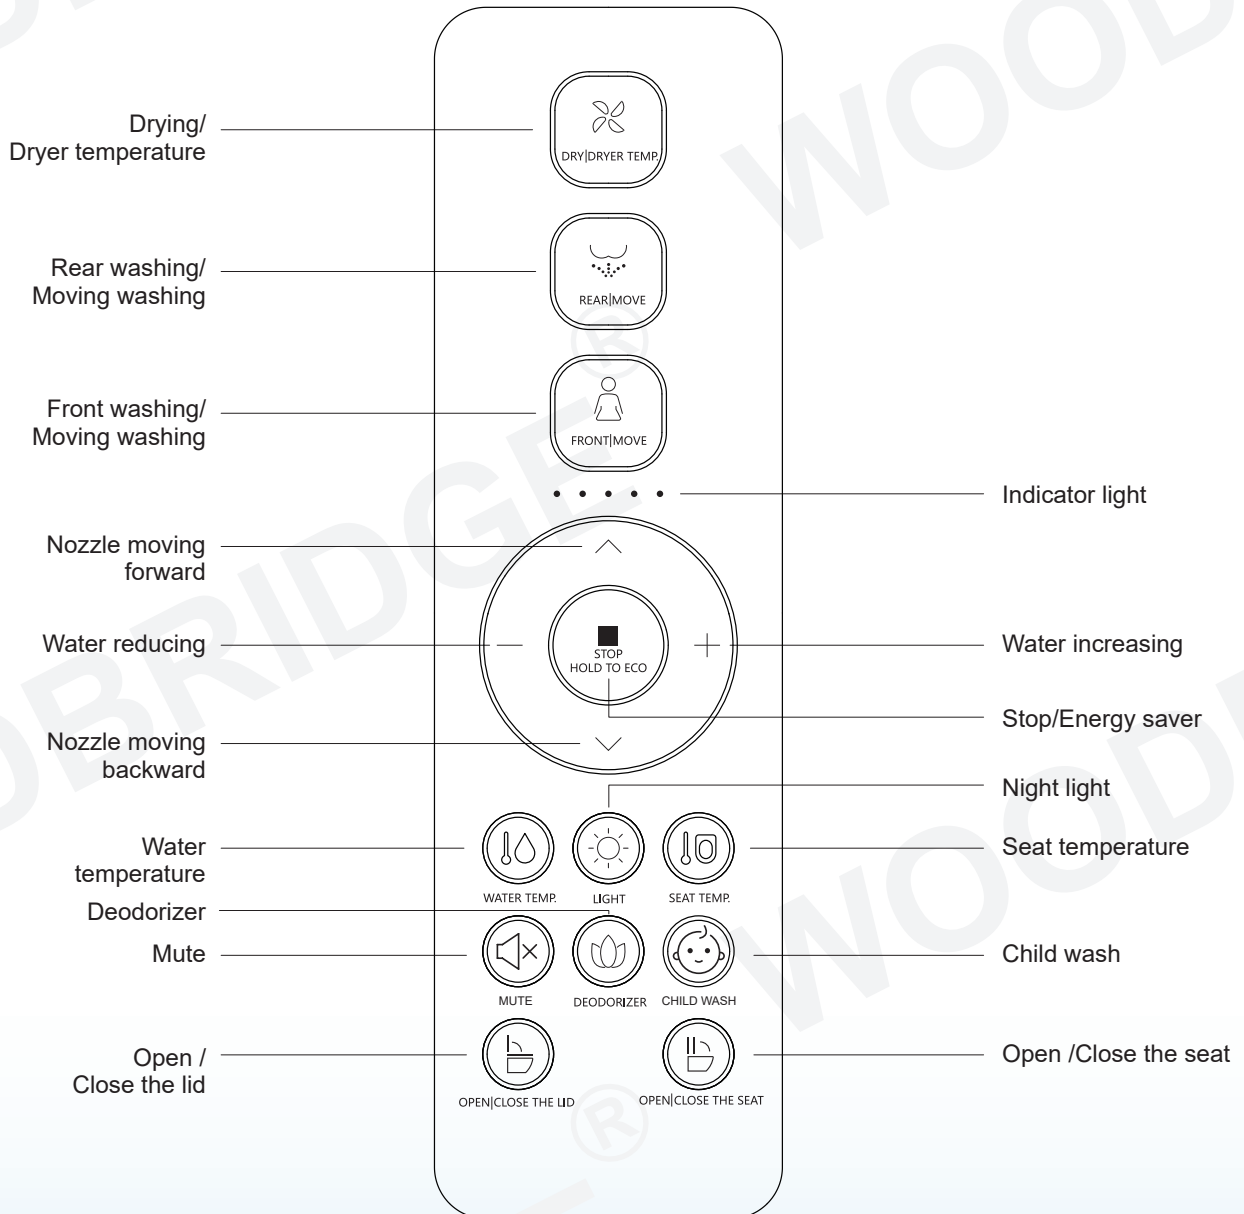 Drying/
Dryer temperature
DRY|DRYER TEMP.
Rear washing/
Moving washing
REAR|MOVE
Front washing/
Moving washing
FRONT|MOVE
Indicator light
Nozzle moving
forward
Water reducing
STOP
HOLD TO ECO
Water increasing
Stop/Energy saver
Nozzle moving
backward
Night light
Water
temperature
Seat temperature
WATER TEMP.
LIGHT
SEAT TEMP.
Deodorizer
Mute
Child wash
MUTE
DEODORIZER
CHILD WASH
Open /
Close the lid
Open /Close the seat
OPEN|CLOSE THE LID
OPEN|CLOSE THE SEAT
WOODBRIDGE®